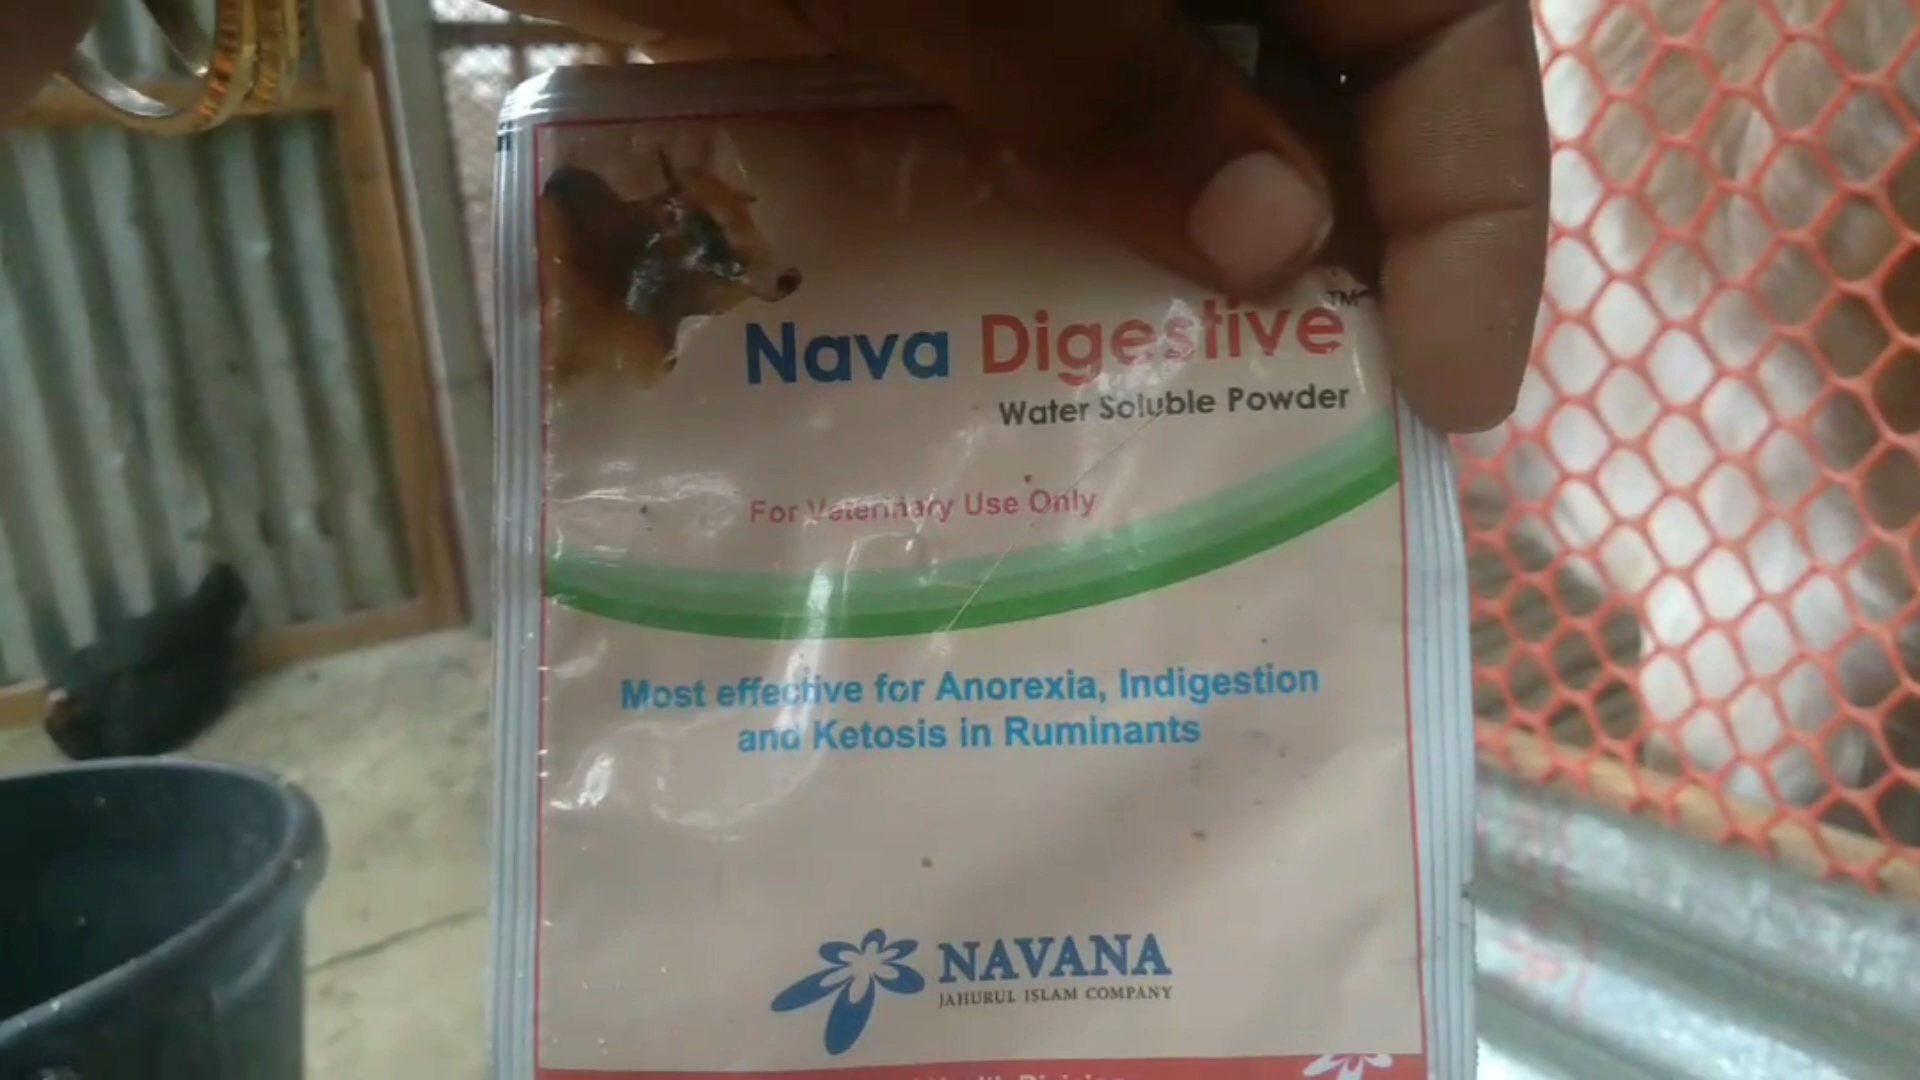 Nava Digestive™
Water Soluble Powder
For Veterinary Use Only
Most effective for Anorexia, Indigestion
and Ketosis in Ruminants
NAVANA
JAHURUL ISLAM COMPANY